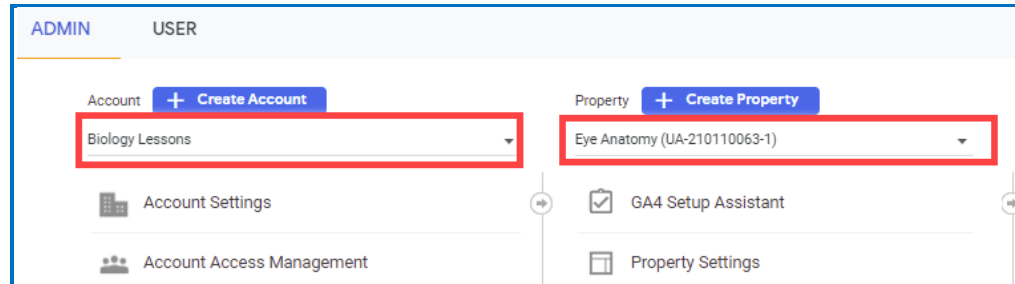 ADMIN USER
Account + Create Account
Biology Lessons
Account Settings
Account Access Management
Property + Create Property
Eye Anatomy (UA-210110063-1)
GA4 Setup Assistant
Property Settings